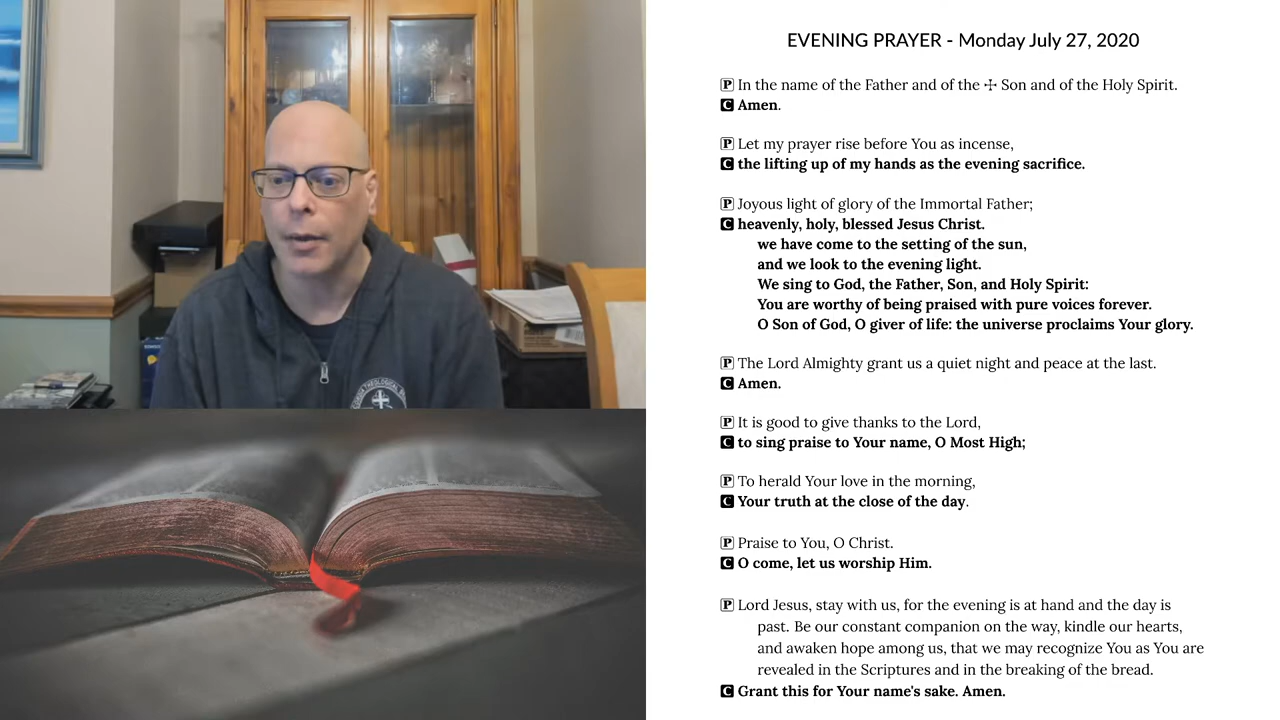 EVENING PRAYER - Monday July 27, 2020
P In the name of the Father and of the ☩ Son and of the Holy Spirit.
C Amen.
P Let my prayer rise before You as incense,
C the lifting up of my hands as the evening sacrifice.
P Joyous light of glory of the Immortal Father;
C heavenly, holy, blessed Jesus Christ.
we have come to the setting of the sun,
and we look to the evening light.
We sing to God, the Father, Son, and Holy Spirit:
You are worthy of being praised with pure voices forever.
O Son of God, O giver of life: the universe proclaims Your glory.
P The Lord Almighty grant us a quiet night and peace at the last.
C Amen.
P It is good to give thanks to the Lord,
C to sing praise to Your name, O Most High;
P To herald Your love in the morning,
C Your truth at the close of the day.
P Praise to You, O Christ.
C O come, let us worship Him.
P Lord Jesus, stay with us, for the evening is at hand and the day is
past. Be our constant companion on the way, kindle our hearts,
and awaken hope among us, that we may recognize You as You are
revealed in the Scriptures and in the breaking of the bread.
C Grant this for Your name's sake. Amen.
THEOLOGICAL